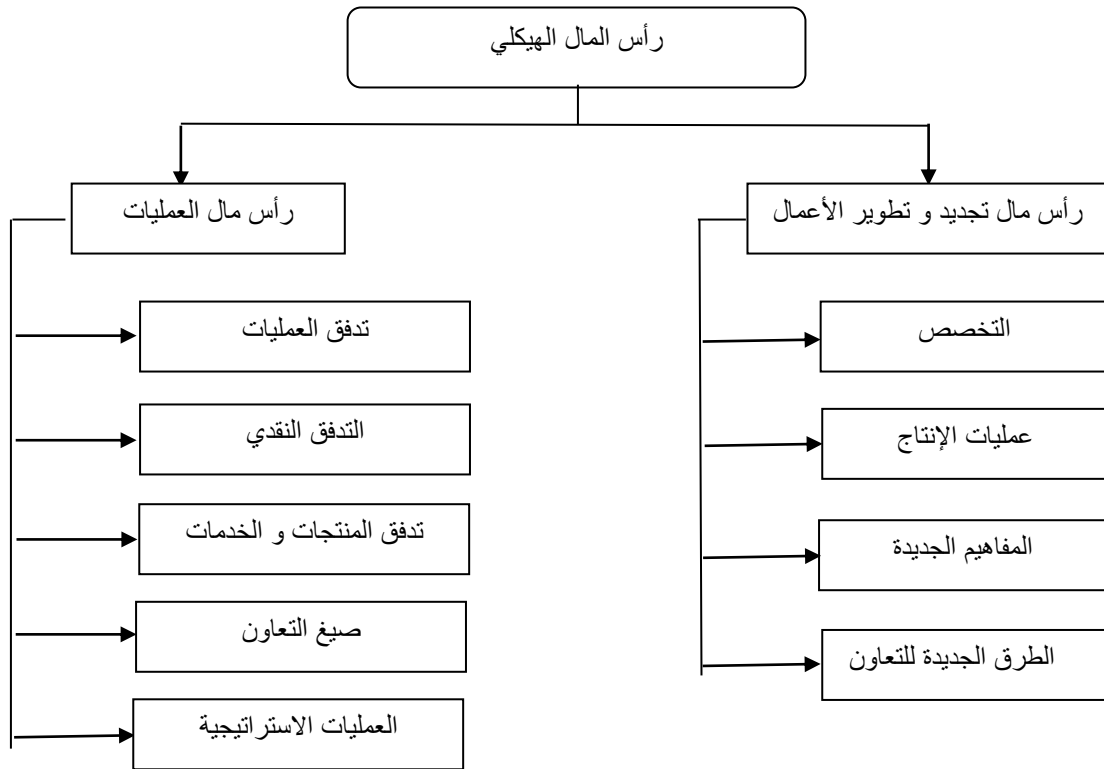 رأس المال الهيكلي
رأس مال تجديد و تطوير الأعمال
رأس مال العمليات
التخصص
تدفق العمليات
عمليات الإنتاج
التدفق النقدي
المفاهيم الجديدة
تدفق المنتجات و الخدمات
الطرق الجديدة للتعاون
صيغ التعاون
العمليات الاستراتيجية